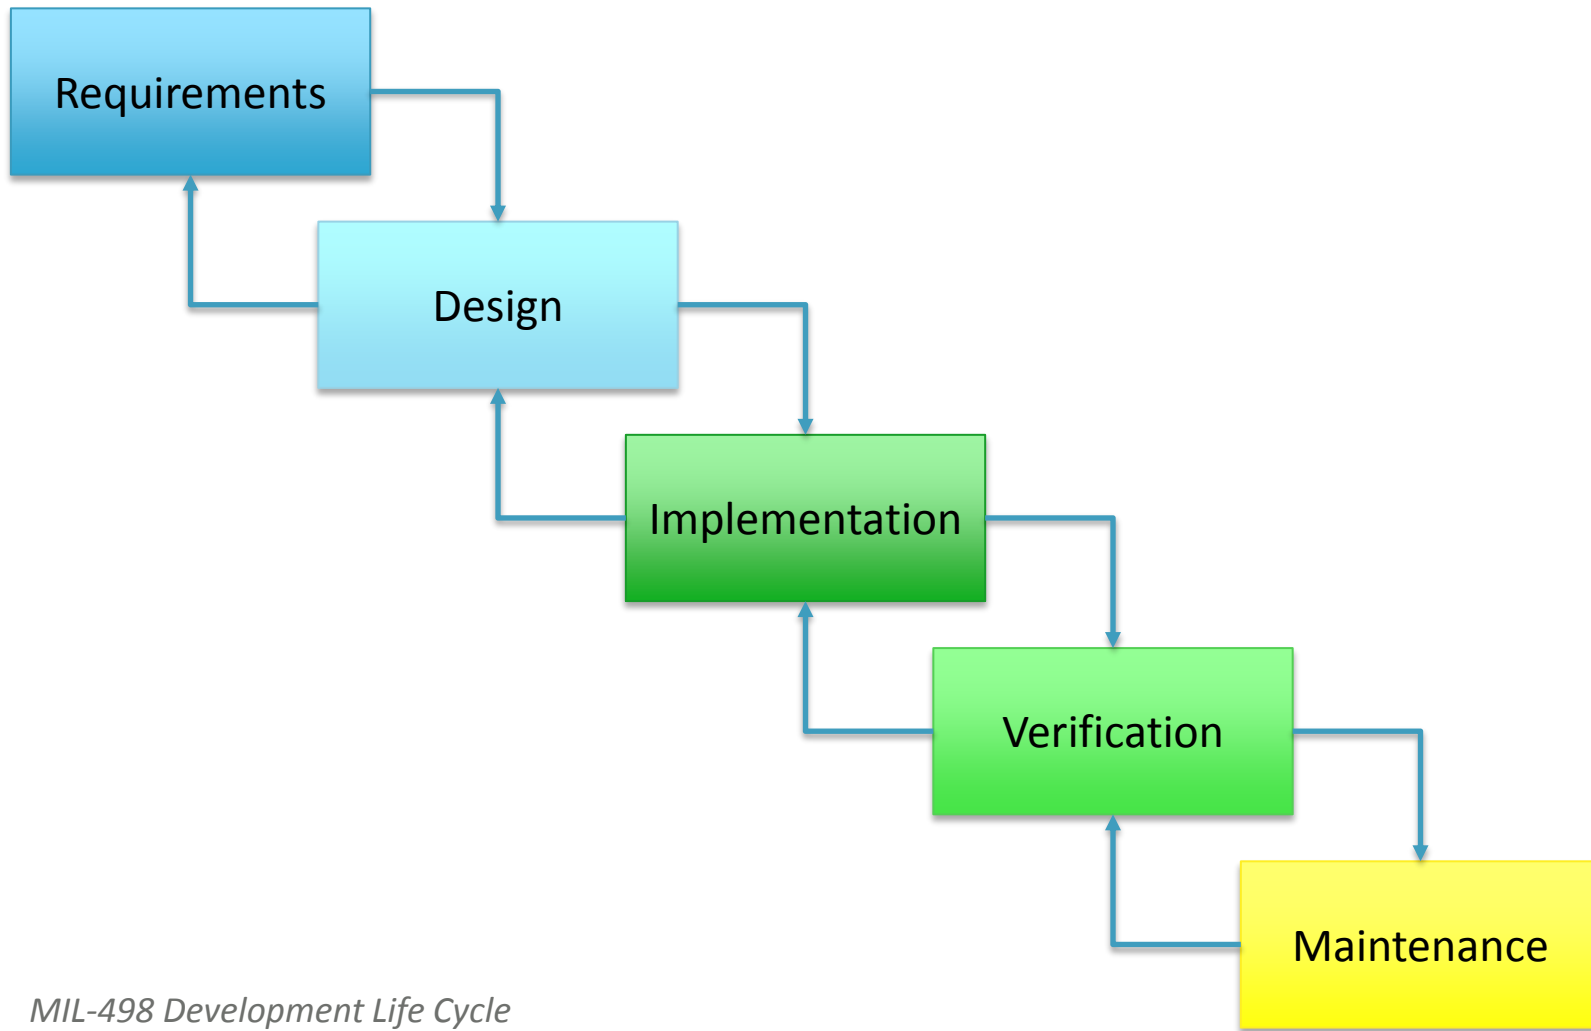 Requirements
Design
Implementation
Verification
Maintenance
MIL-498 Development Life Cycle